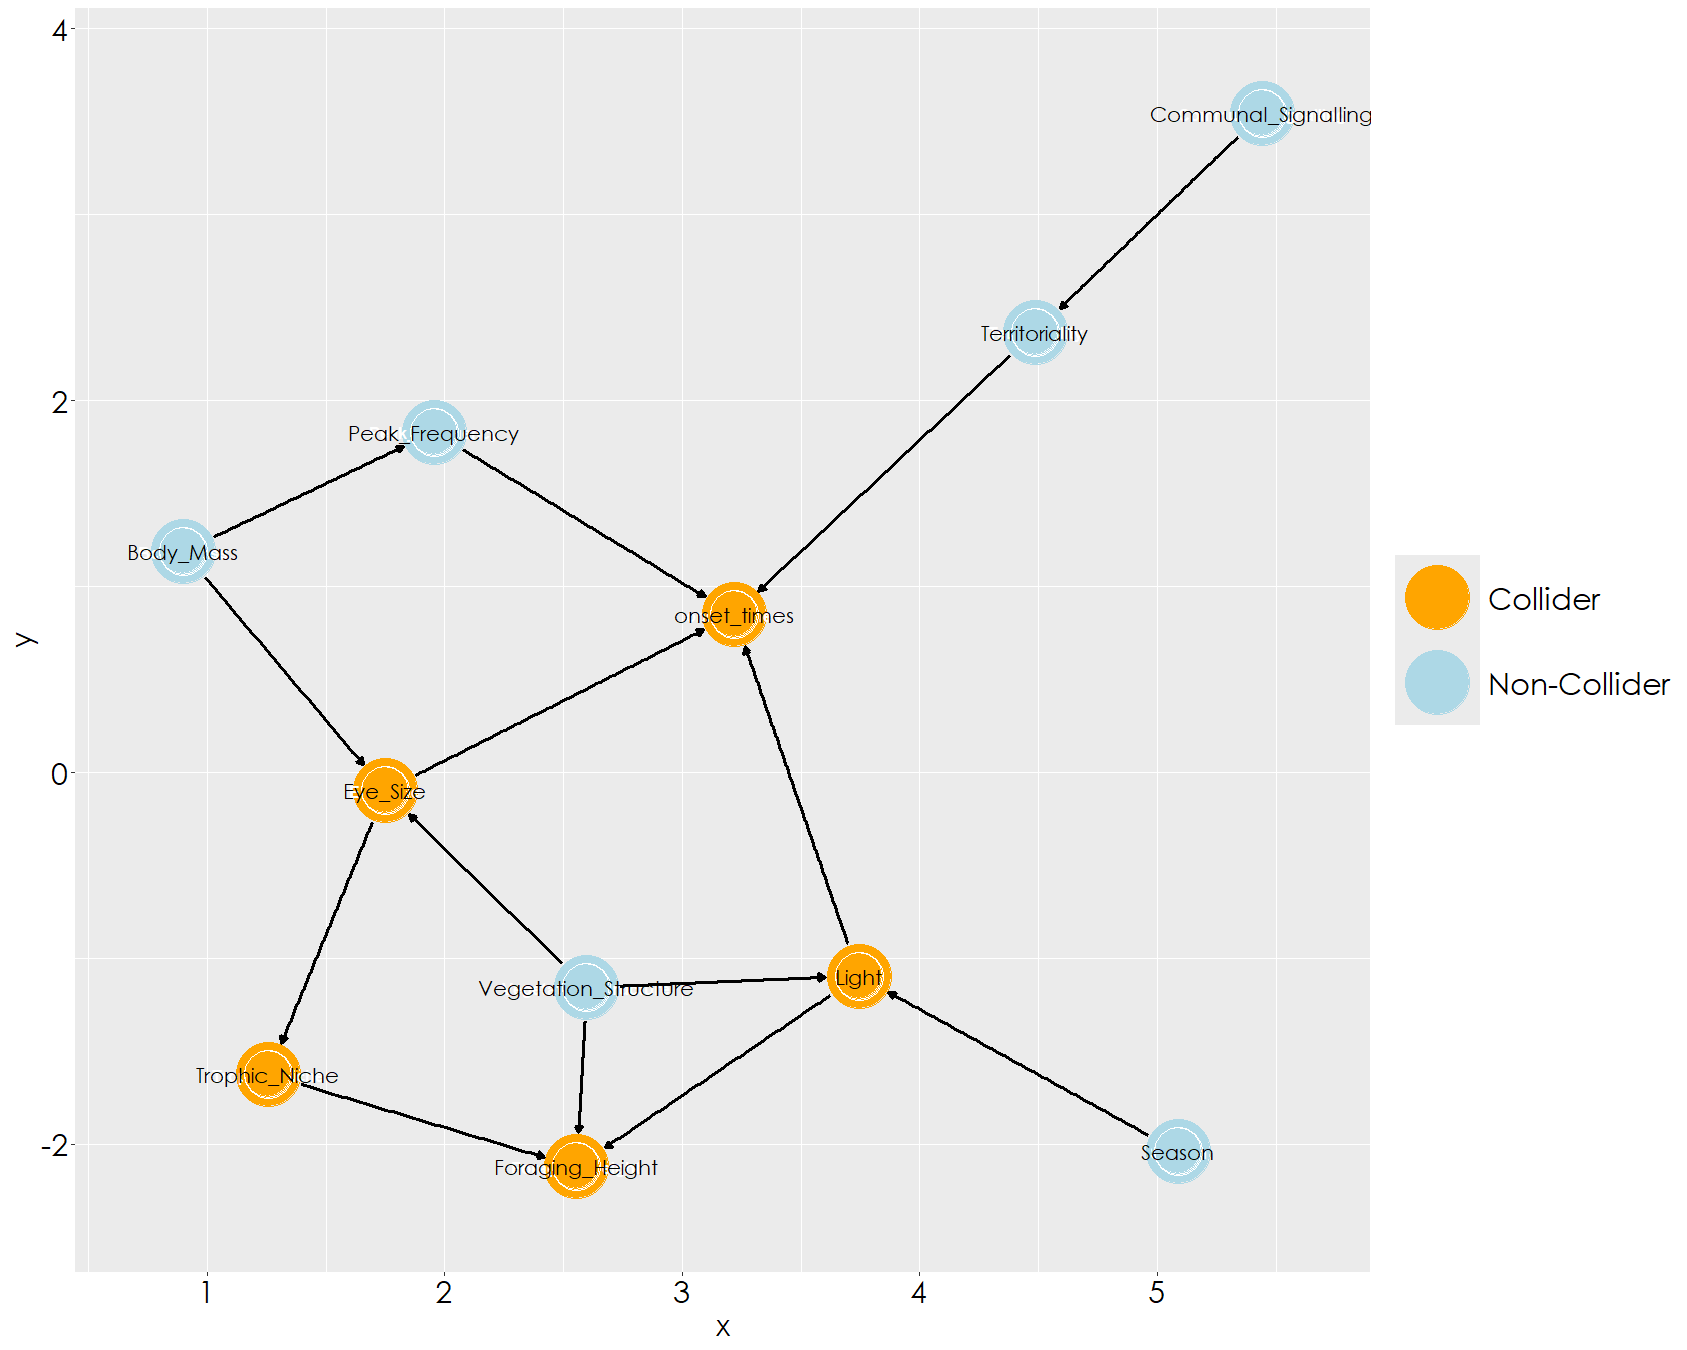 4
Communal_Signalling
Territoriality
2
Peak_Frequency
Body_Mass
onset_times
Collider
y
Non-Collider
0
Eye_Size
Light
Vegetation_Structure
Trophic_Niche
-2
Season
Foraging_Height
1
2
3
4
5
x